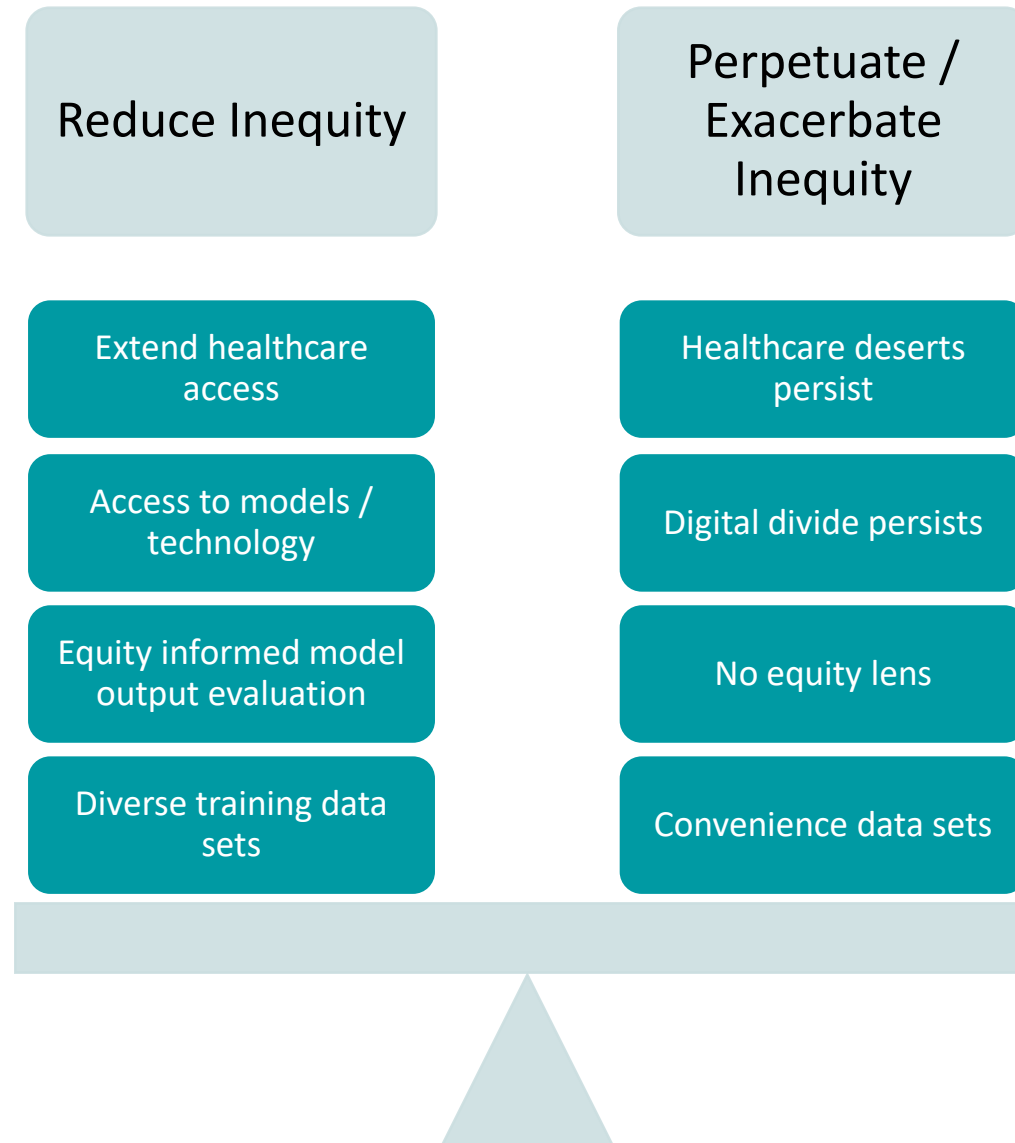 Reduce Inequity
Perpetuate /
Exacerbate
Inequity
Extend healthcare
access
Healthcare deserts
persist
Access to models /
technology
Digital divide persists
Equity informed model
output evaluation
No equity lens
Diverse training data
sets
Convenience data sets